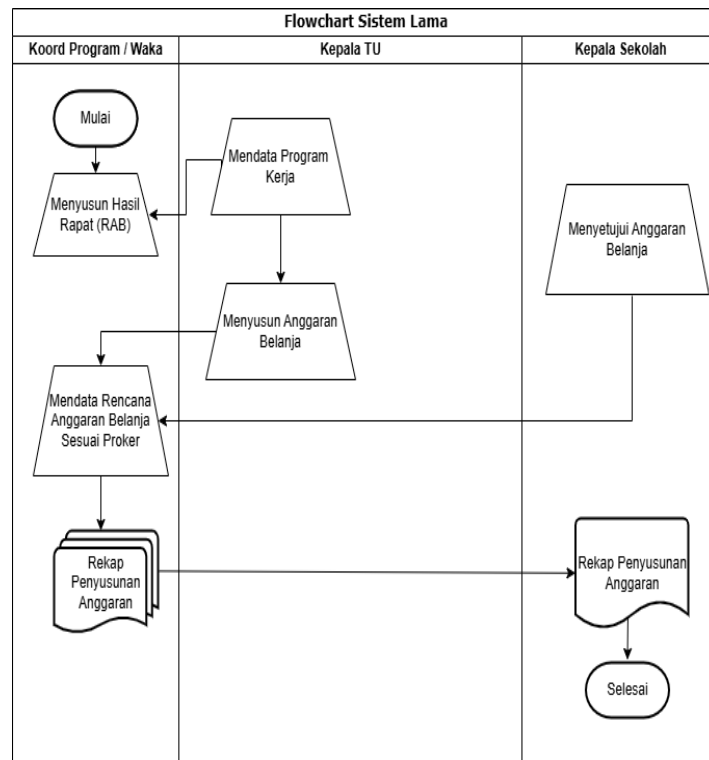 Flowchart Sistem Lama
Koord Program / Waka
Kepala TU
Kepala Sekolah
Mulai
Mendata Program
Kerja
Menyusun Hasil
Rapat (RAB)
Menyetujui Anggaran
Belanja
Menyusun Anggaran
Belanja
Mendata Rencana
Anggaran Belanja
Sesuai Proker
Rekap
Penyusunan
Anggaran
Rekap Penyusunan
Anggaran
Selesai